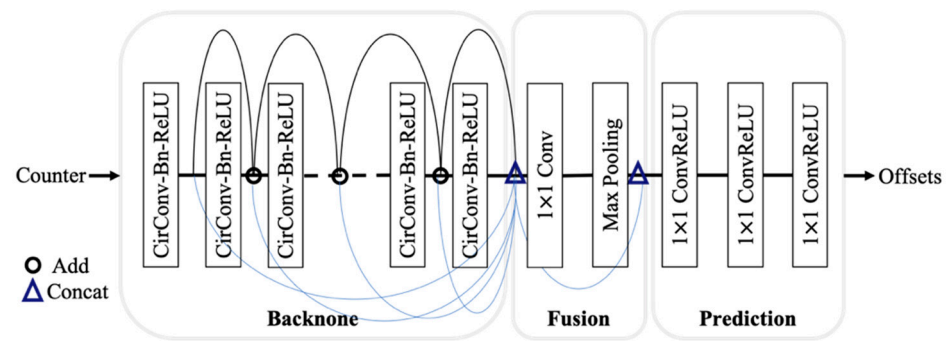 Counter
CirConv-Bn-ReLU
CirConv-Bn-ReLU
CirConv-Bn-ReLU
CirConv-Bn-ReLU
CirConv-Bn-ReLU
1×1 Conv
Max Pooling
1×1 ConvReLU
1×1 ConvReLU
1×1 ConvReLU
Offsets
Add
Concat
Backnone
Fusion
Prediction